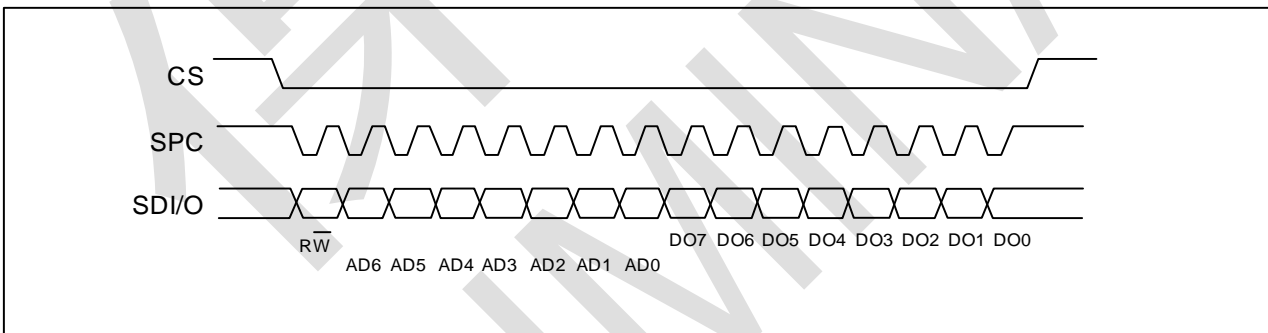 CS
SPC
SDI/O
RW̅
DO7 DO6 DO5 DO4 DO3 DO2 DO1 DO0
AD6 AD5 AD4 AD3 AD2 AD1 AD0